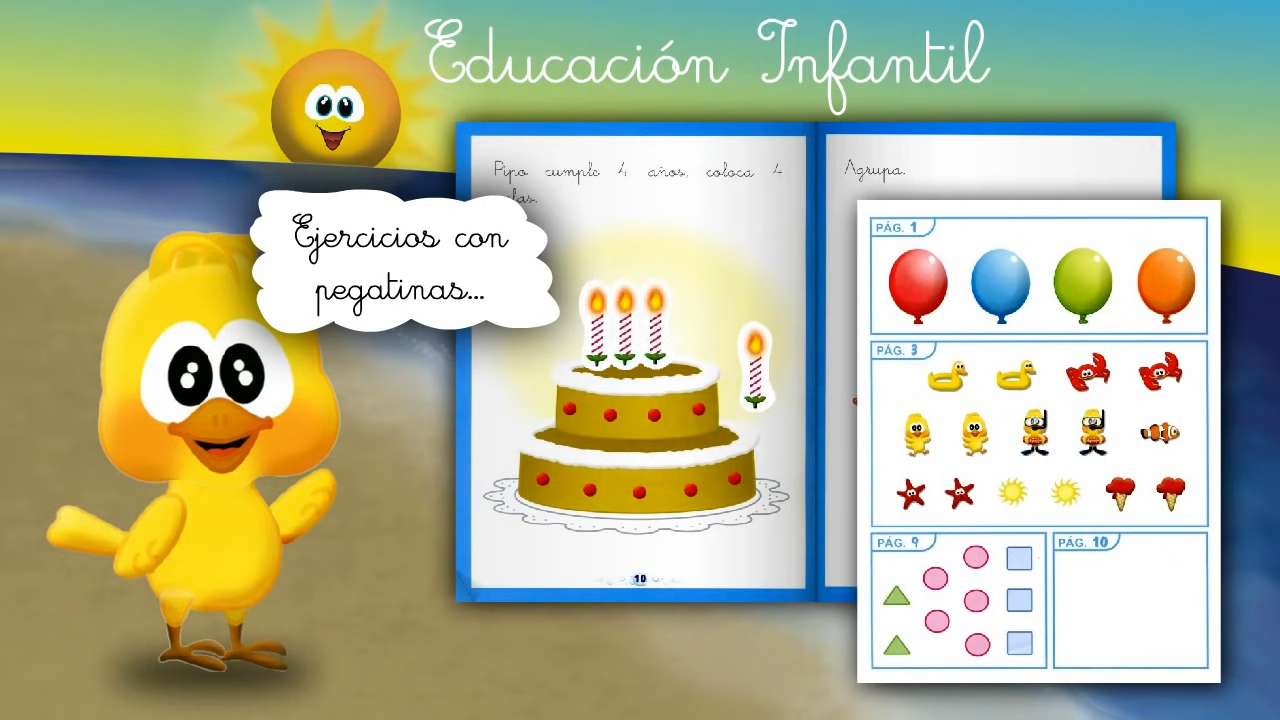 Educación Infantil
Pipo cumple 4 años, coloca 4
Agrupa.
Ejercicios con
pegatinas...
PÁG. 1
PÁG. 3
PÁG. 9
PÁG. 10
10